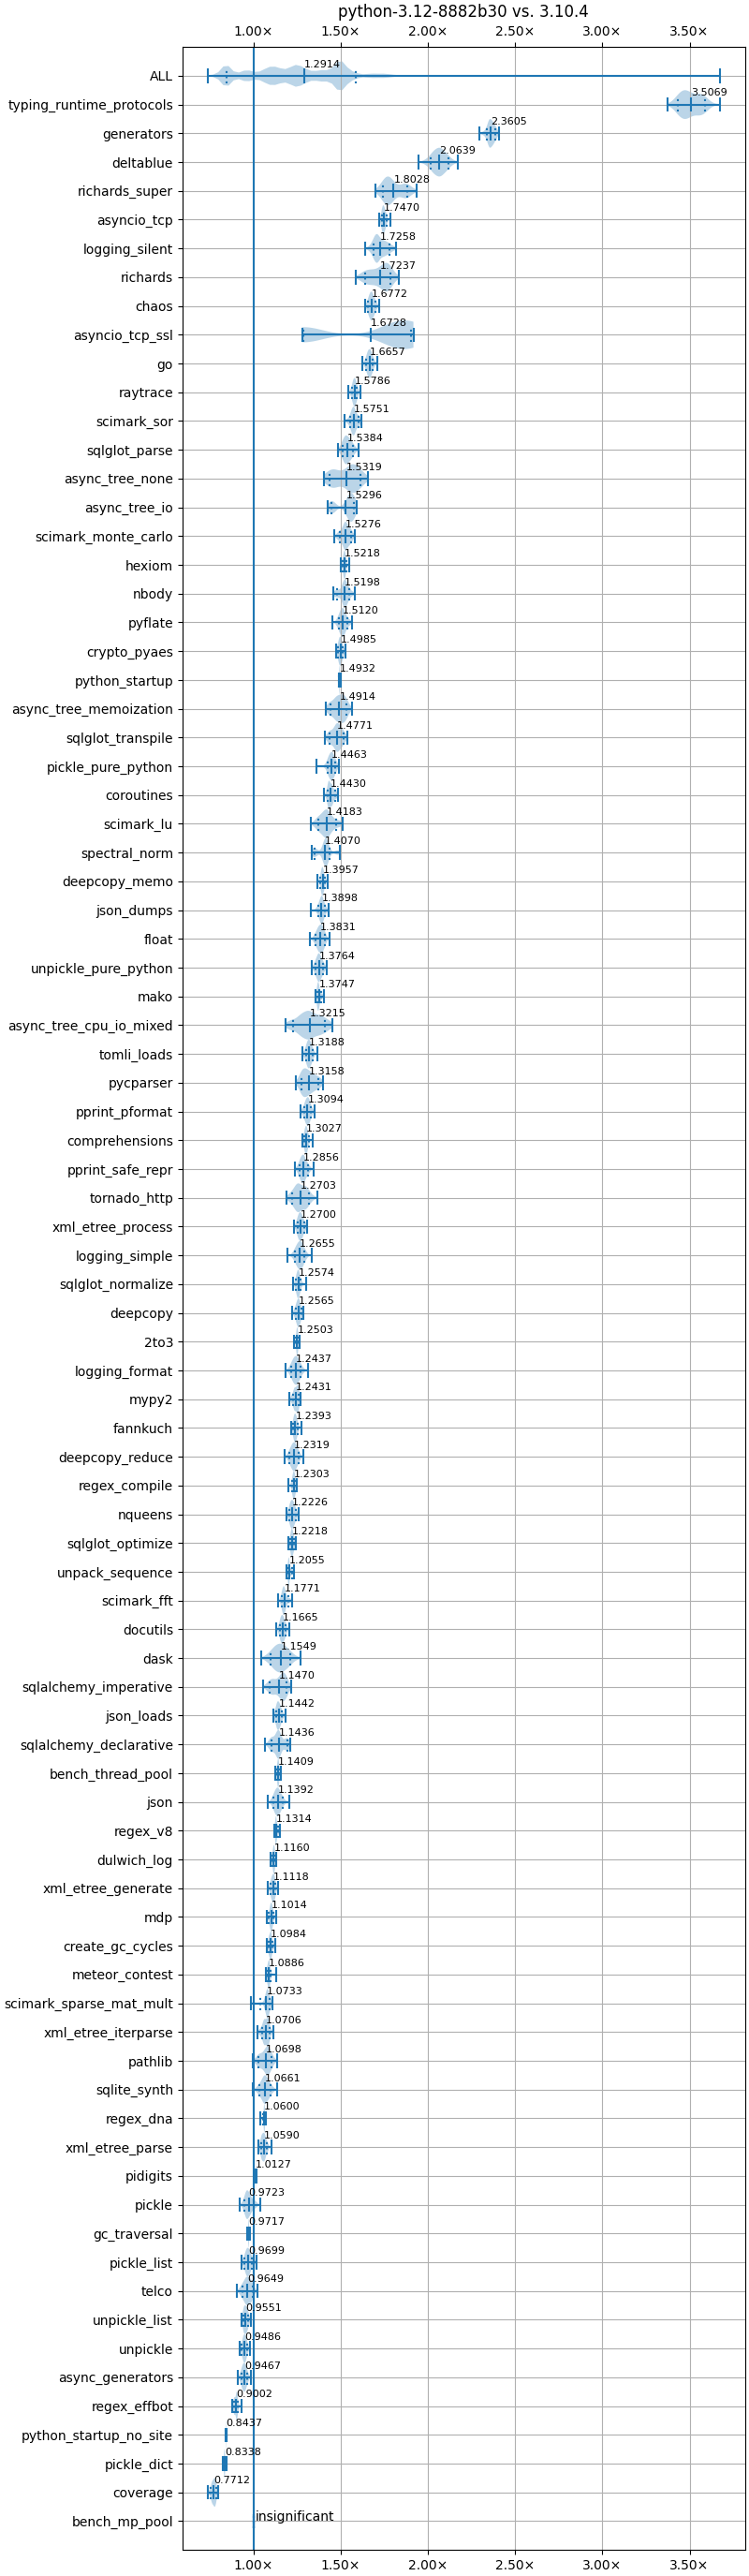 python-3.12-8882b30 vs. 3.10.4
1.00× 1.50× 2.00× 2.50× 3.00× 3.50×
ALL 1.2914
typing_runtime_protocols 3.5069
generators 2.3605
deltablue 2.0639
richards_super 1.8028
asyncio_tcp 1.7470
logging_silent 1.7258
richards 1.7237
chaos 1.6772
asyncio_tcp_ssl 1.6728
go 1.6657
raytrace 1.5786
scimark_sor 1.5751
sqlglot_parse 1.5384
async_tree_none 1.5319
async_tree_io 1.5296
scimark_monte_carlo 1.5276
hexiom 1.5218
nbody 1.5198
pyflate 1.5120
crypto_pyaes 1.4985
python_startup 1.4932
async_tree_memoization 1.4914
sqlglot_transpile 1.4771
pickle_pure_python 1.4463
coroutines 1.4430
scimark_lu 1.4183
spectral_norm 1.4070
deepcopy_memo 1.3957
json_dumps 1.3898
float 1.3831
unpickle_pure_python 1.3764
mako 1.3747
async_tree_cpu_io_mixed 1.3215
tomli_loads 1.3188
pycparser 1.3158
pprint_pformat 1.3094
comprehensions 1.3027
pprint_safe_repr 1.2856
tornado_http 1.2703
xml_etree_process 1.2700
logging_simple 1.2655
sqlglot_normalize 1.2574
deepcopy 1.2565
2to3 1.2503
logging_format 1.2437
mypy2 1.2431
fannkuch 1.2393
deepcopy_reduce 1.2319
regex_compile 1.2303
nqueens 1.2226
sqlglot_optimize 1.2218
unpack_sequence 1.2055
scimark_fft 1.1771
docutils 1.1665
dask 1.1549
sqlalchemy_imperative 1.1470
json_loads 1.1442
sqlalchemy_declarative 1.1436
bench_thread_pool 1.1409
json 1.1392
regex_v8 1.1314
dulwich_log 1.1160
xml_etree_generate 1.1118
mdp 1.1014
create_gc_cycles 1.0984
meteor_contest 1.0886
scimark_sparse_mat_mult 1.0733
xml_etree_iterparse 1.0706
pathlib 1.0698
sqlite_synth 1.0661
regex_dna 1.0600
xml_etree_parse 1.0590
pidigits 1.0127
pickle 0.9723
gc_traversal 0.9717
pickle_list 0.9699
telco 0.9649
unpickle_list 0.9551
unpickle 0.9486
async_generators 0.9467
regex_effbot 0.9002
python_startup_no_site 0.8437
pickle_dict 0.8338
coverage 0.7712
bench_mp_pool insignificant
1.00× 1.50× 2.00× 2.50× 3.00× 3.50×